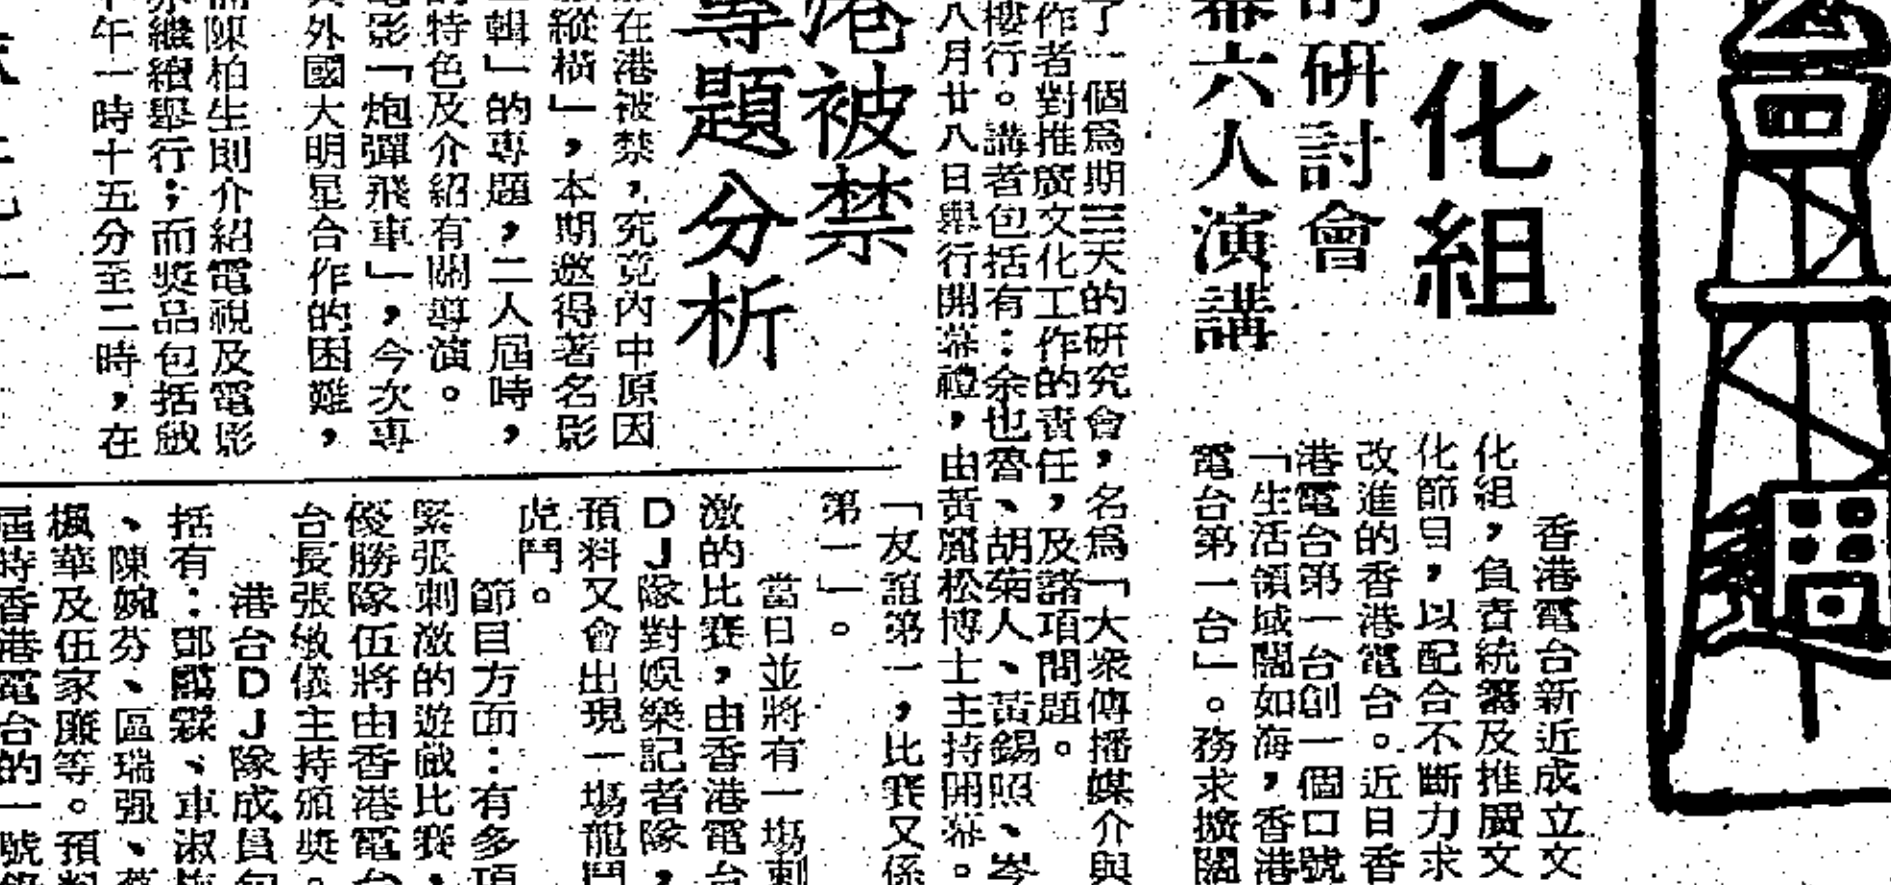 文化組
的研討會
幕六人演講
香港電台新近成立文
化組，負責統籌及推廣文
化節目，以配合不斷力求
改進的香港電台。近日香
港電台第一台創一個口號
「生活領域闊如海，香港
電台第一台」。務求擴闊
了一個為期三天的研究會，名為「大衆傳播媒介與
作者對推廣文化工作的責任，及諸項問題。
樓行。講者包括有：余也魯、胡菊人、黃錫照、岑
八月廿八日舉行開幕禮，由黃麗松博士主持開幕。
港被禁
專題分析
在港被禁，究竟內中原因
縱橫」，本期邀得著名影
輯」的專題，二人屆時，
特色及介紹有關導演。
電影「炮彈飛車」，今次專
外國大明星合作的困難，
陳柏生則介紹電視及電影
繼續舉行；而獎品包括戲
午一時十五分至二時，在
「友誼第一，比賽又係
第一」。
當日並將有一場刺
激的比賽，由香港電台
DJ隊對娛樂記者隊，
預料又會出現一場龍鬥
虎鬥。
節目方面：有多項
緊張刺激的遊戲比賽，
優勝隊伍將由香港電台
台長張敏儀主持頒獎。
港台DJ隊成員包
括有：鄧靄霖、車淑梅
、陳婉芬、區瑞强、蔡
楓華及伍家廉等。預料
屆時香港電台的一號